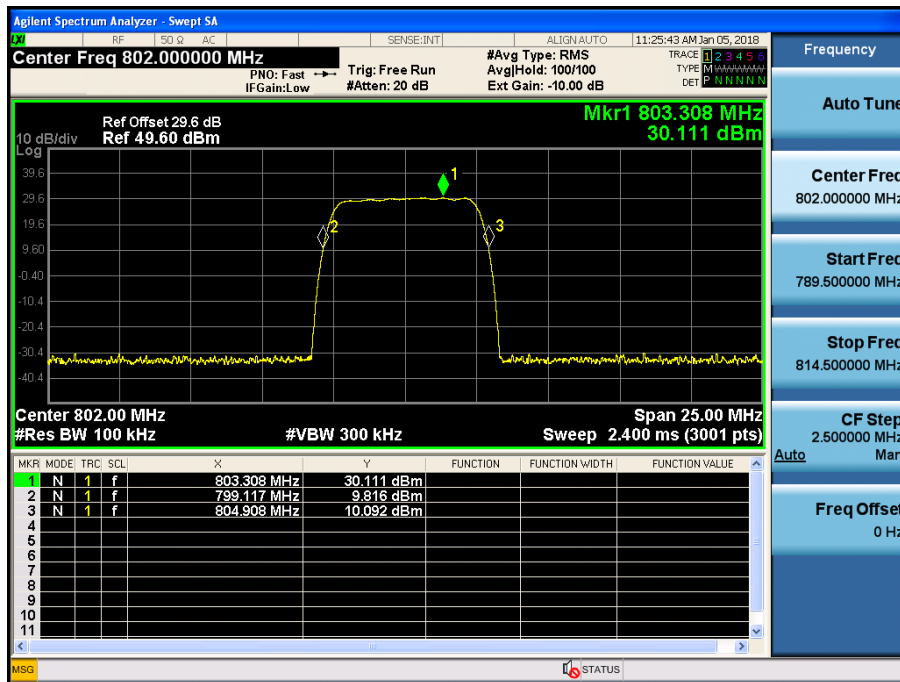 Agilent Spectrum Analyzer - Swept SA
LXI RF 50 Ω AC SENSE:INT ALIGN AUTO 11:25:43 AM Jan 05, 2018
Center Freq 802.000000 MHz
PNO: Fast
IFGain:Low
Trig: Free Run
#Atten: 20 dB
#Avg Type: RMS
Avg|Hold: 100/100
Ext Gain: -10.00 dB
TRACE 1 2 3 4 5 6
TYPE M WWWWW
DET P N N N N N
Mkr1 803.308 MHz
30.111 dBm
Ref Offset 29.6 dB
10 dB/div Ref 49.60 dBm
Log
39.6
29.6
19.6
9.60
-0.40
-10.4
-20.4
-30.4
-40.4
1
2
3
Center 802.00 MHz Span 25.00 MHz
#Res BW 100 kHz #VBW 300 kHz Sweep 2.400 ms (3001 pts)
MKR MODE TRC SCL X Y FUNCTION FUNCTION WIDTH FUNCTION VALUE
1 N 1 f 803.308 MHz 30.111 dBm
2 N 1 f 799.117 MHz 9.816 dBm
3 N 1 f 804.908 MHz 10.092 dBm
4
5
6
7
8
9
10
11
MSG STATUS
Frequency
Auto Tune
Center Freq
802.000000 MHz
Start Freq
789.500000 MHz
Stop Freq
814.500000 MHz
CF Step
2.500000 MHz
Auto Man
Freq Offset
0 Hz